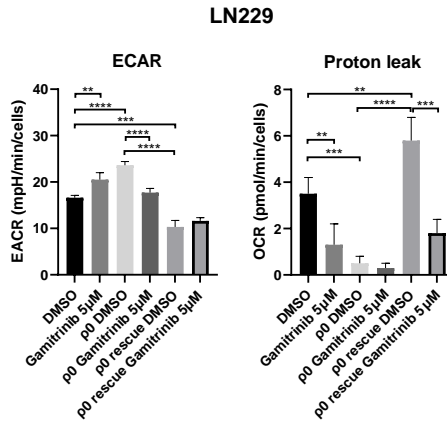 LN229
ECAR
EACR (mpH/min/cells)
40
30
20
10
0
**
****
***
****
****
DMSO
Gamitrinib 5μM
ρ0 DMSO
ρ0 Gamitrinib 5μM
ρ0 rescue DMSO
ρ0 rescue Gamitrinib 5μM
Proton leak
OCR (pmol/min/cells)
8
6
4
2
0
**
****
***
**
***
DMSO
Gamitrinib 5μM
ρ0 DMSO
ρ0 Gamitrinib 5μM
ρ0 rescue DMSO
ρ0 rescue Gamitrinib 5μM